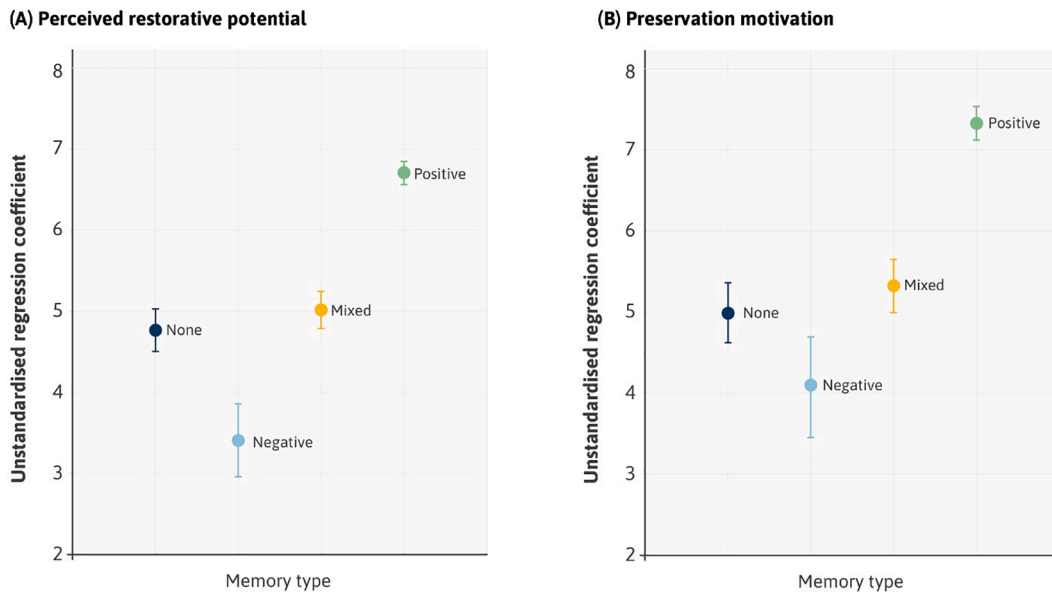 (A) Perceived restorative potential
8
7
6
5
4
3
2
Unstandardised regression coefficient
Positive
Mixed
None
Negative
Memory type
(B) Preservation motivation
8
7
6
5
4
3
2
Unstandardised regression coefficient
Positive
Mixed
None
Negative
Memory type